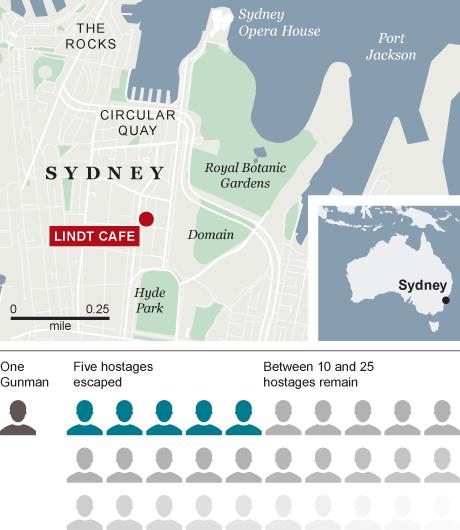 THE
ROCKS
Sydney
Opera House
Port
Jackson
CIRCULAR
QUAY
SYDNEY
Royal Botanic
Gardens
LINDT CAFE
Domain
Sydney
Hyde
Park
0 0.25
mile
One
Gunman
Five hostages
escaped
Between 10 and 25
hostages remain